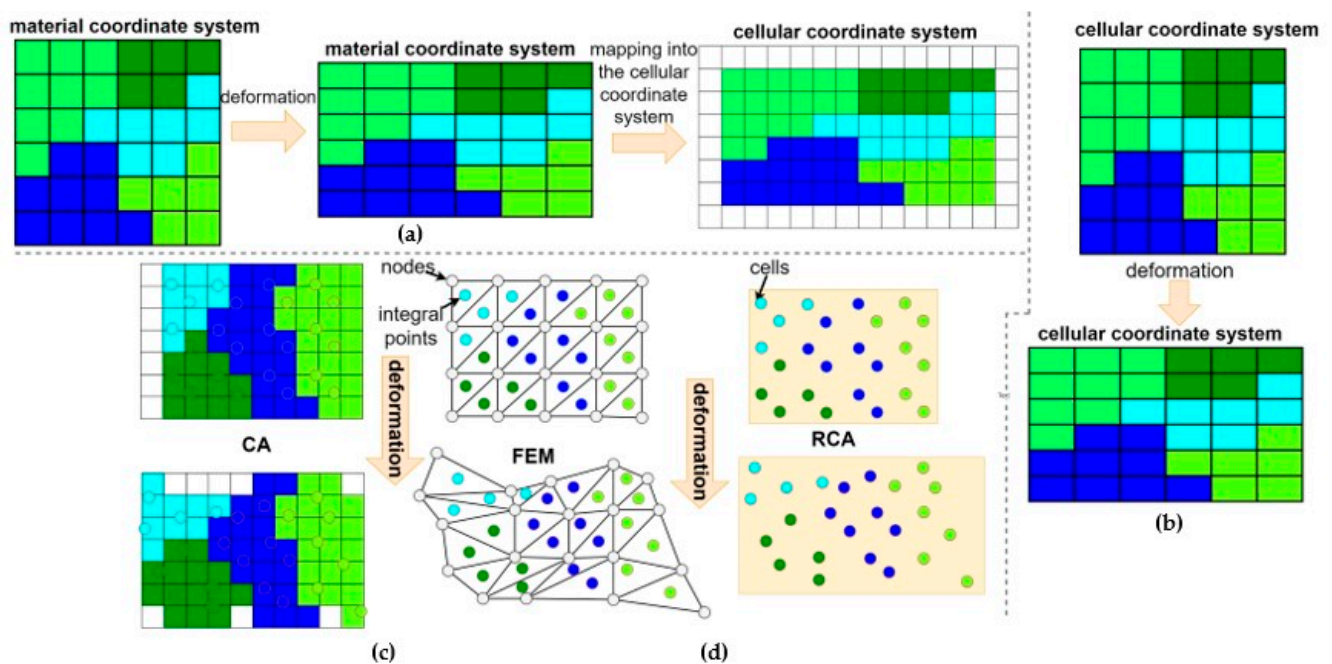 material coordinate system
deformation
material coordinate system
mapping into
the cellular
coordinate
system
cellular coordinate system
(a)
cellular coordinate system
deformation
cellular coordinate system
(b)
CA
deformation
(c)
nodes
integral
points
FEM
deformation
cells
RCA
(d)